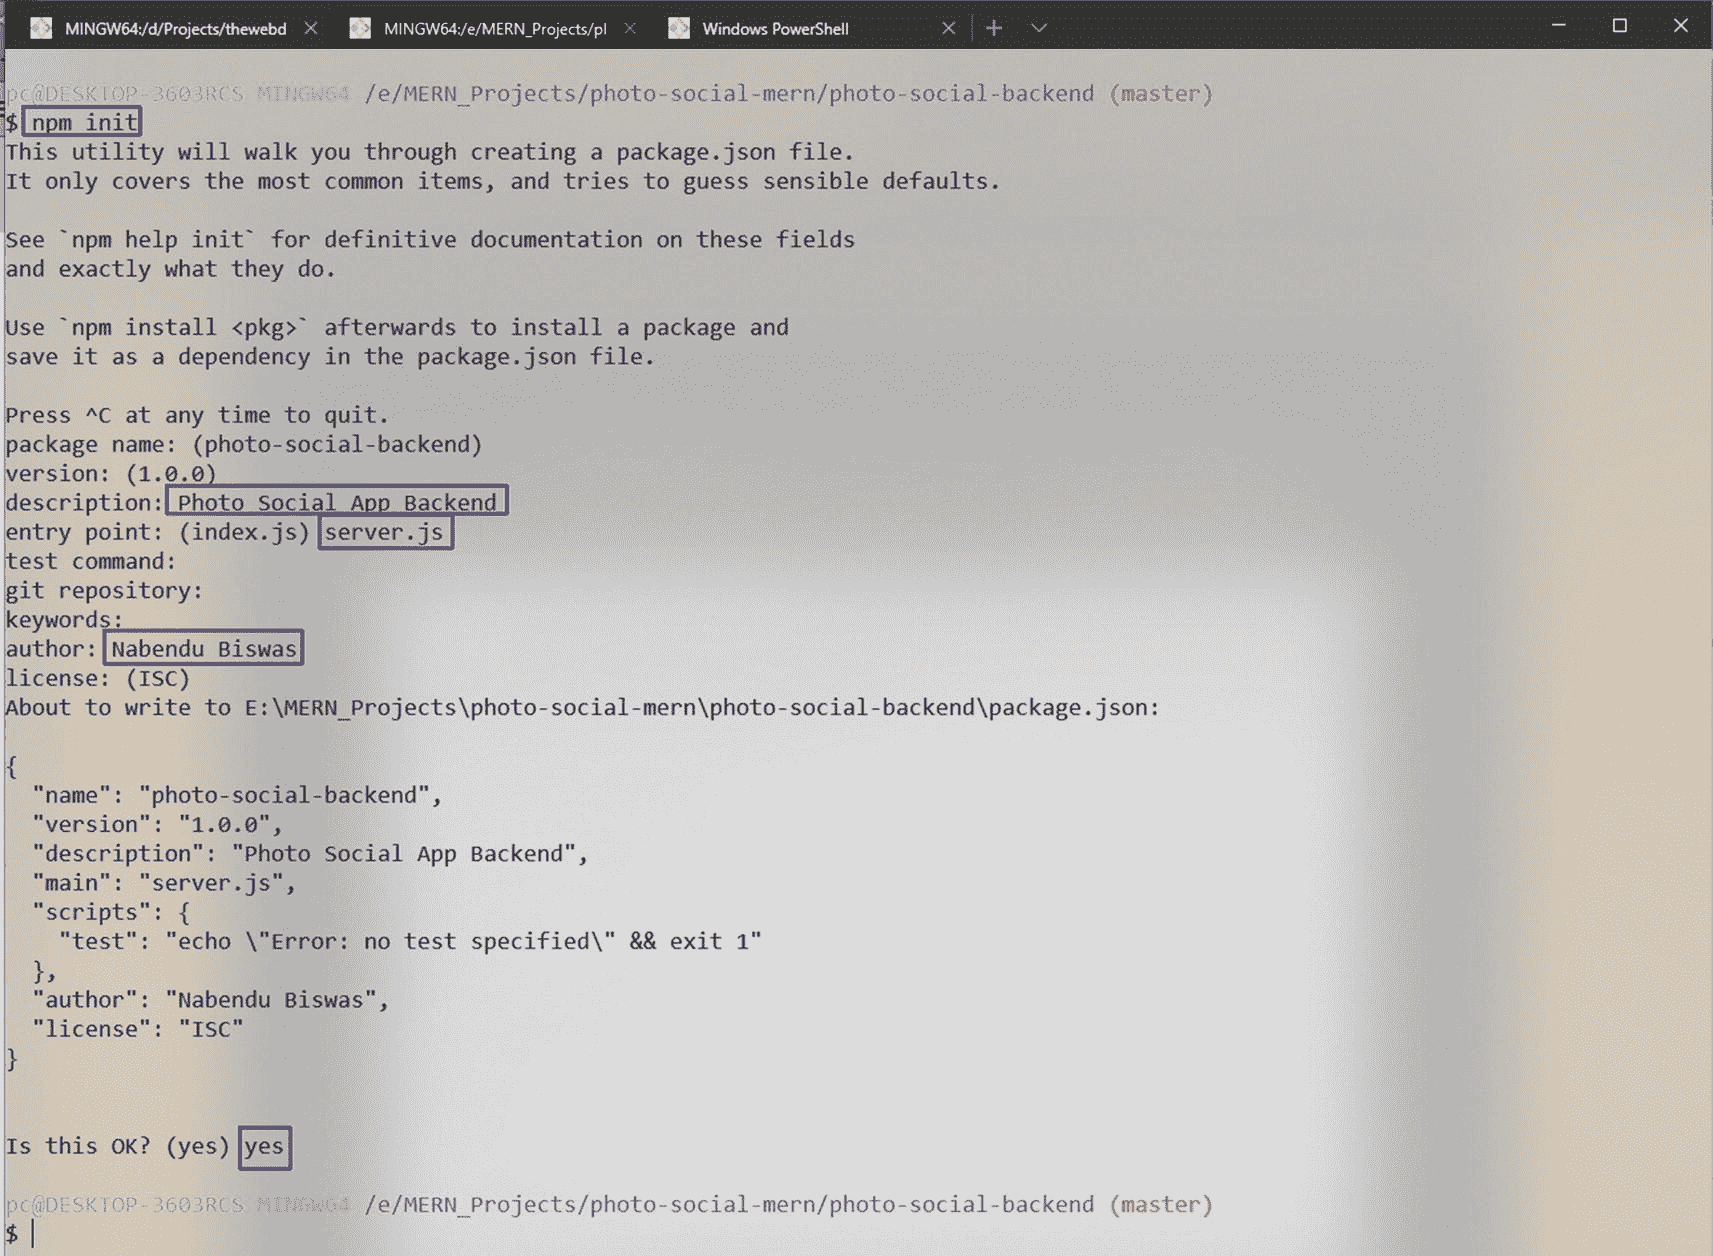 MINGW64:/d/Projects/thewebd MINGW64:/e/MERN_Projects/pl Windows PowerShell
pc@DESKTOP-3603RCS MINGW64 /e/MERN_Projects/photo-social-mern/photo-social-backend (master)
$ npm init
This utility will walk you through creating a package.json file.
It only covers the most common items, and tries to guess sensible defaults.
See `npm help init` for definitive documentation on these fields
and exactly what they do.
Use `npm install <pkg>` afterwards to install a package and
save it as a dependency in the package.json file.
Press ^C at any time to quit.
package name: (photo-social-backend)
version: (1.0.0)
description: Photo Social App Backend
entry point: (index.js) server.js
test command:
git repository:
keywords:
author: Nabendu Biswas
license: (ISC)
About to write to E:\MERN_Projects\photo-social-mern\photo-social-backend\package.json:
{
  "name": "photo-social-backend",
  "version": "1.0.0",
  "description": "Photo Social App Backend",
  "main": "server.js",
  "scripts": {
    "test": "echo \"Error: no test specified\" && exit 1"
  },
  "author": "Nabendu Biswas",
  "license": "ISC"
}
Is this OK? (yes) yes
pc@DESKTOP-3603RCS MINGW64 /e/MERN_Projects/photo-social-mern/photo-social-backend (master)
$